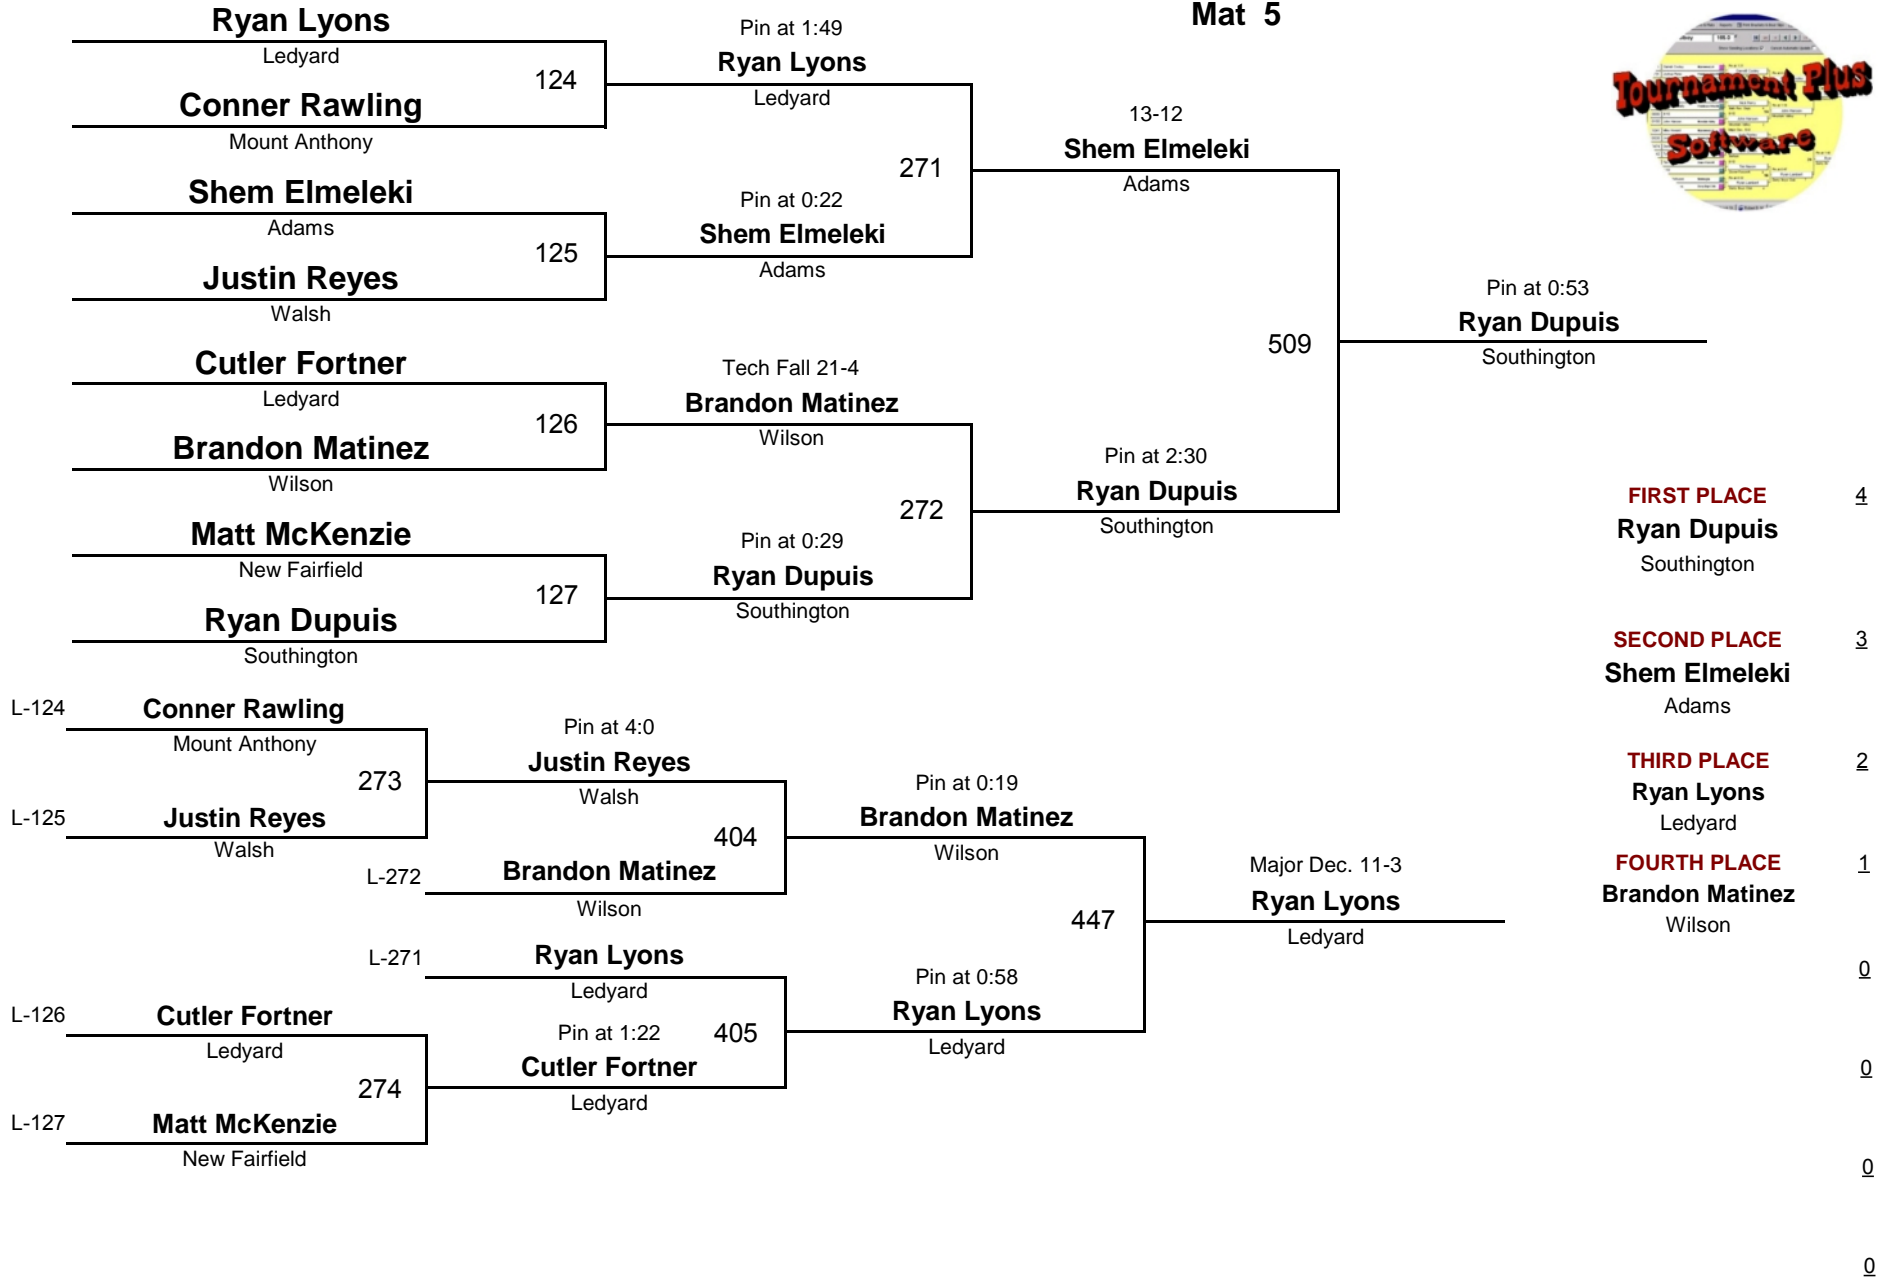 Mat 5
Tournament Plus
Software
Ryan Lyons
Ledyard
124
Conner Rawling
Mount Anthony
Shem Elmeleki
Adams
125
Justin Reyes
Walsh
Cutler Fortner
Ledyard
126
Brandon Matinez
Wilson
Matt McKenzie
New Fairfield
127
Ryan Dupuis
Southington
Pin at 1:49
Ryan Lyons
Ledyard
271
Pin at 0:22
Shem Elmeleki
Adams
Tech Fall 21-4
Brandon Matinez
Wilson
272
Pin at 0:29
Ryan Dupuis
Southington
13-12
Shem Elmeleki
Adams
509
Pin at 2:30
Ryan Dupuis
Southington
Pin at 0:53
Ryan Dupuis
Southington
L-124
Conner Rawling
Mount Anthony
273
L-125
Justin Reyes
Walsh
Pin at 4:0
Justin Reyes
Walsh
404
L-272
Brandon Matinez
Wilson
L-271
Ryan Lyons
Ledyard
405
L-126
Cutler Fortner
Ledyard
274
L-127
Matt McKenzie
New Fairfield
Pin at 1:22
Cutler Fortner
Ledyard
Pin at 0:19
Brandon Matinez
Wilson
447
Pin at 0:58
Ryan Lyons
Ledyard
Major Dec. 11-3
Ryan Lyons
Ledyard
FIRST PLACE 4
Ryan Dupuis
Southington
SECOND PLACE 3
Shem Elmeleki
Adams
THIRD PLACE 2
Ryan Lyons
Ledyard
FOURTH PLACE 1
Brandon Matinez
Wilson
0
0
0
0